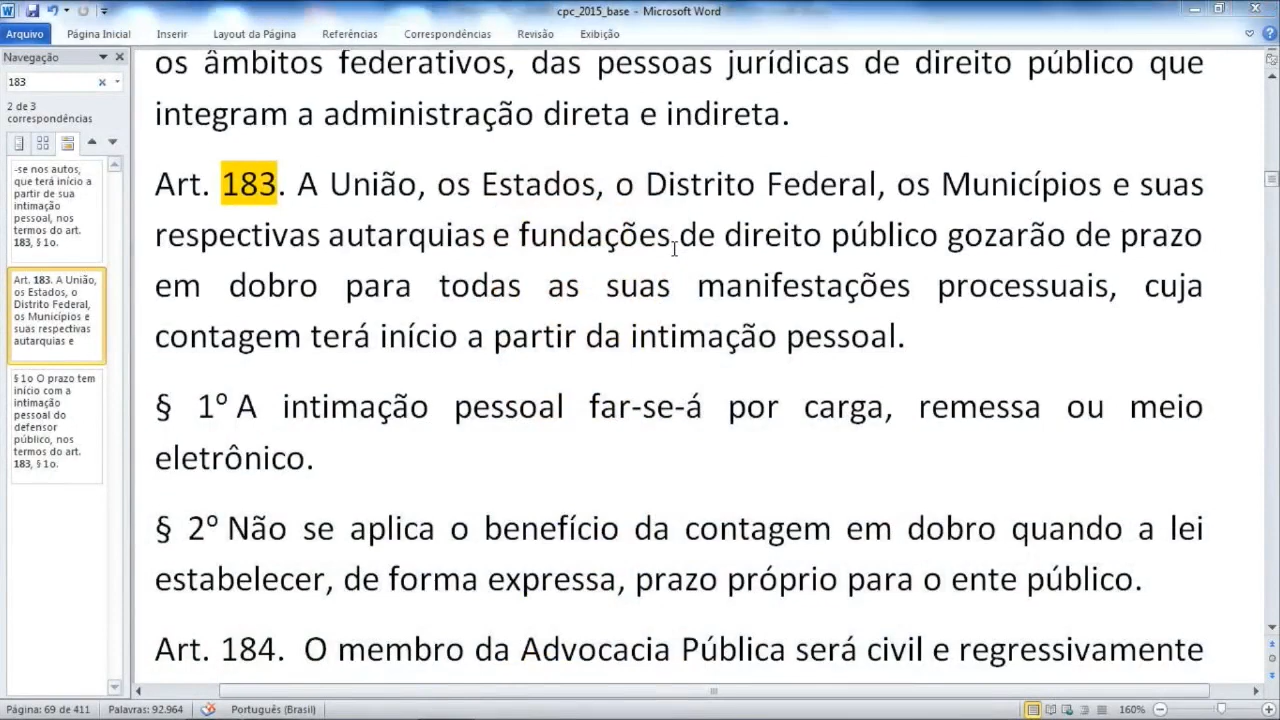 cpc_2015_base - Microsoft Word
Arquivo Página Inicial Inserir Layout da Página Referências Correspondências Revisão Exibição
Navegação
183
2 de 3
correspondências
-se nos autos,
que terá início a
partir de sua
intimação
pessoal, nos
termos do art.
183, § 1o.
Art. 183. A União,
os Estados, o
Distrito Federal,
os Municípios e
suas respectivas
autarquias e
§ 1o O prazo tem
início com a
intimação
pessoal do
defensor
público, nos
termos do art.
183, § 1o.
os âmbitos federativos, das pessoas jurídicas de direito público que
integram a administração direta e indireta.
Art. 183. A União, os Estados, o Distrito Federal, os Municípios e suas
respectivas autarquias e fundações de direito público gozarão de prazo
em dobro para todas as suas manifestações processuais, cuja
contagem terá início a partir da intimação pessoal.
§ 1º A intimação pessoal far-se-á por carga, remessa ou meio
eletrônico.
§ 2º Não se aplica o benefício da contagem em dobro quando a lei
estabelecer, de forma expressa, prazo próprio para o ente público.
Art. 184. O membro da Advocacia Pública será civil e regressivamente
Página: 69 de 411 Palavras: 92.964 Português (Brasil) 160%